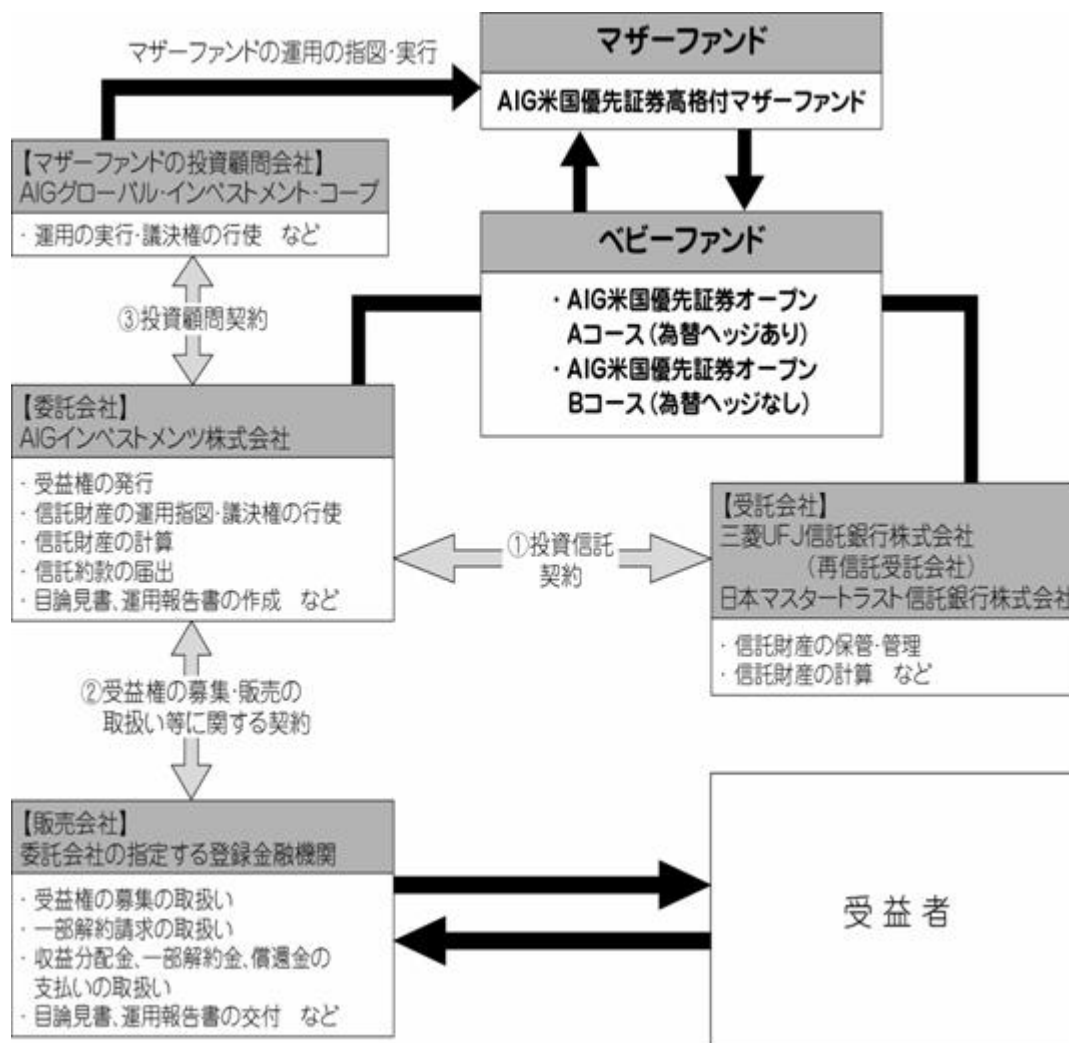 マザーファンドの運用の指図・実行
マザーファンド
AIG米国優先証券高格付マザーファンド
【マザーファンドの投資顧問会社】
AIGグローバル・インベストメント・コープ
・運用の実行・議決権の行使　など
ベビーファンド
・AIG米国優先証券オープン
Aコース（為替ヘッジあり）
・AIG米国優先証券オープン
Bコース（為替ヘッジなし）
③投資顧問契約
【委託会社】
AIGインベストメンツ株式会社
・受益権の発行
・信託財産の運用指図・議決権の行使
・信託財産の計算
・信託約款の届出
・目論見書、運用報告書の作成　など
①投資信託
契約
【受託会社】
三菱UFJ信託銀行株式会社
（再信託受託会社）
日本マスタートラスト信託銀行株式会社
・信託財産の保管・管理
・信託財産の計算　など
②受益権の募集・販売の
取扱い等に関する契約
【販売会社】
委託会社の指定する登録金融機関
・受益権の募集の取扱い
・一部解約請求の取扱い
・収益分配金、一部解約金、償還金の
支払いの取扱い
・目論見書、運用報告書の交付　など
受益者